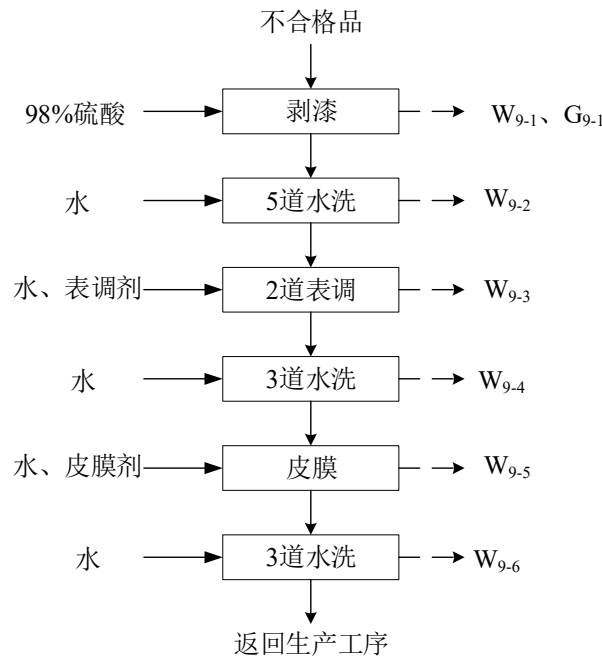 不合格品
98%硫酸 剥漆 W9-1、G9-1
水 5道水洗 W9-2
水、表调剂 2道表调 W9-3
水 3道水洗 W9-4
水、皮膜剂 皮膜 W9-5
水 3道水洗 W9-6
返回生产工序